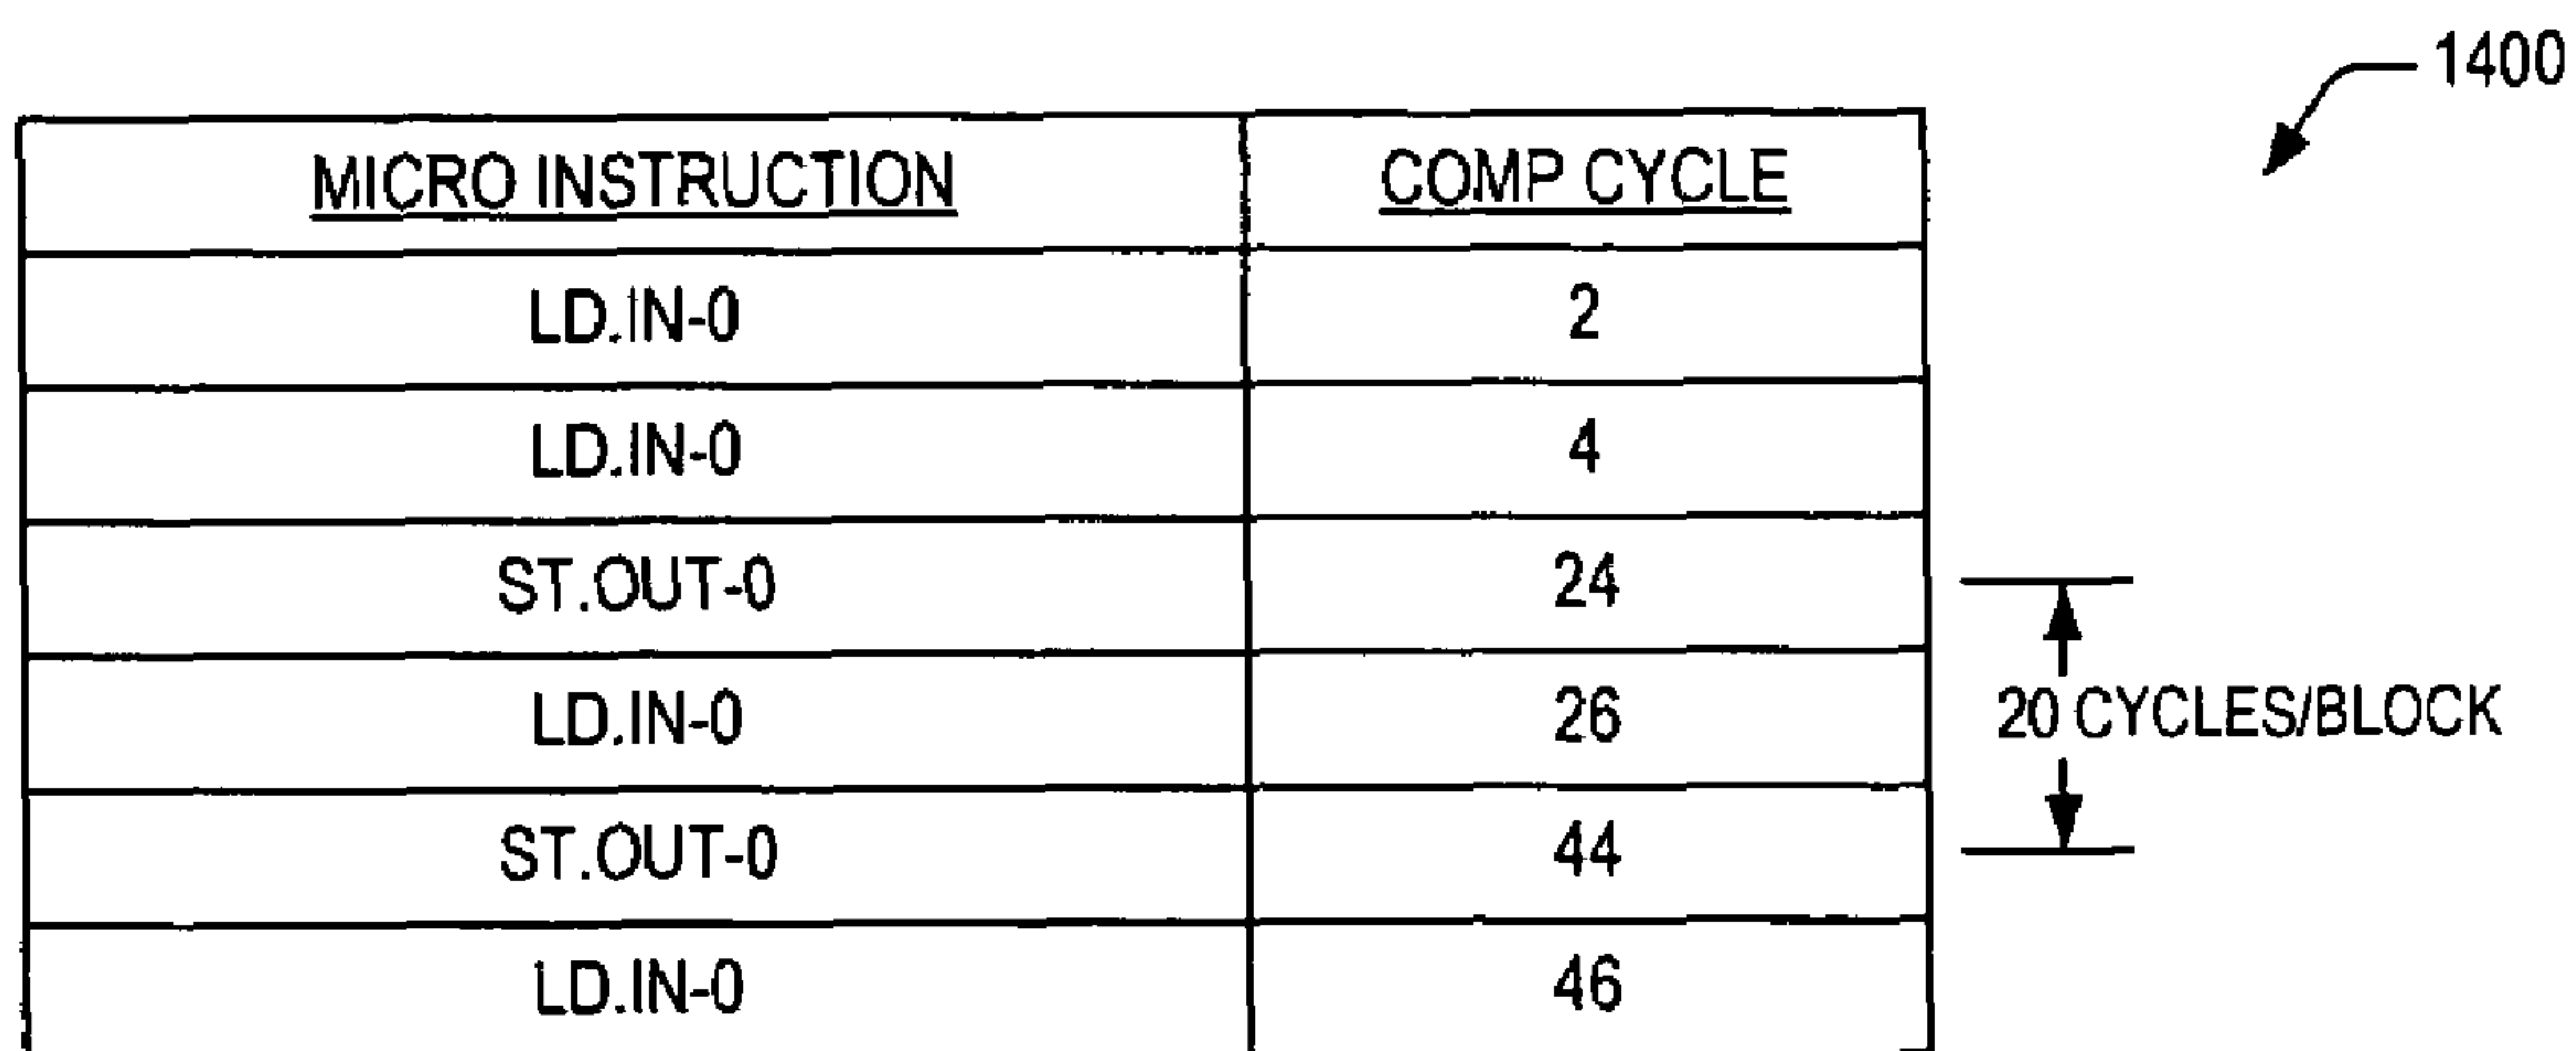 1400
MICRO INSTRUCTION COMP CYCLE
LD.IN-0 2
LD.IN-0 4
ST.OUT-0 24
LD.IN-0 26
20 CYCLES/BLOCK
ST.OUT-0 44
LD.IN-0 46